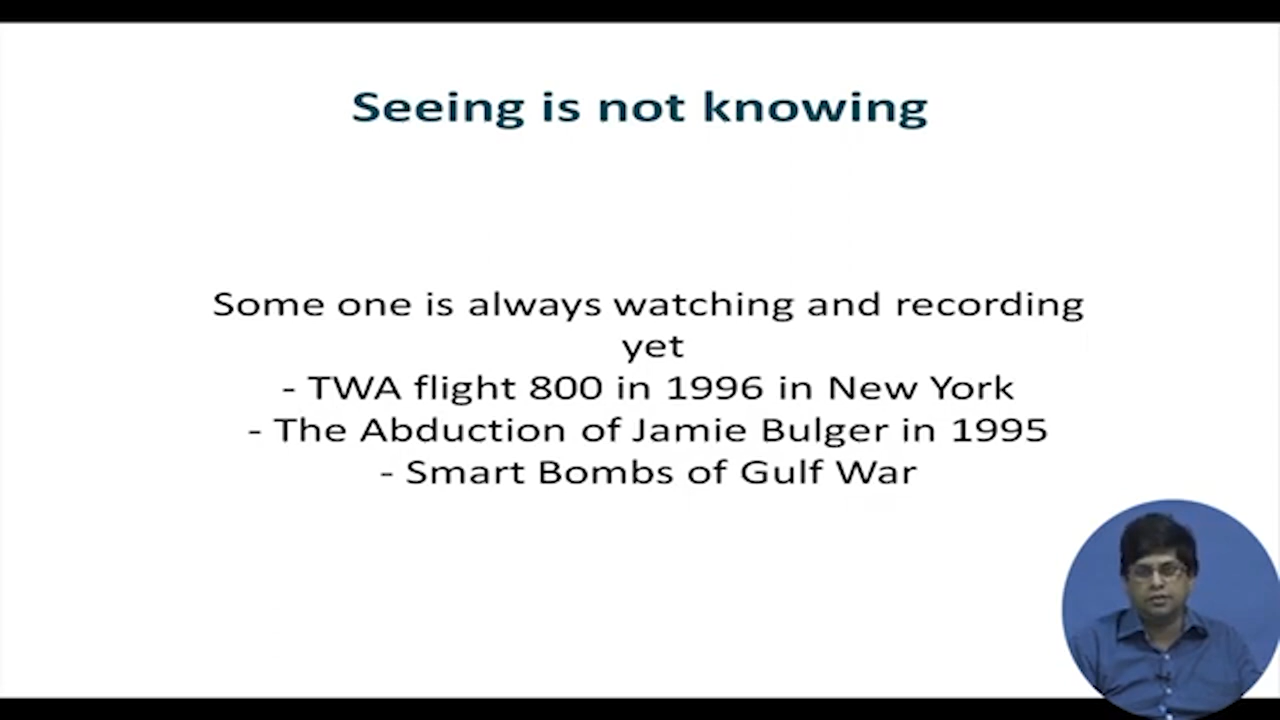 Seeing is not knowing
Some one is always watching and recording
yet
- TWA flight 800 in 1996 in New York
- The Abduction of Jamie Bulger in 1995
- Smart Bombs of Gulf War